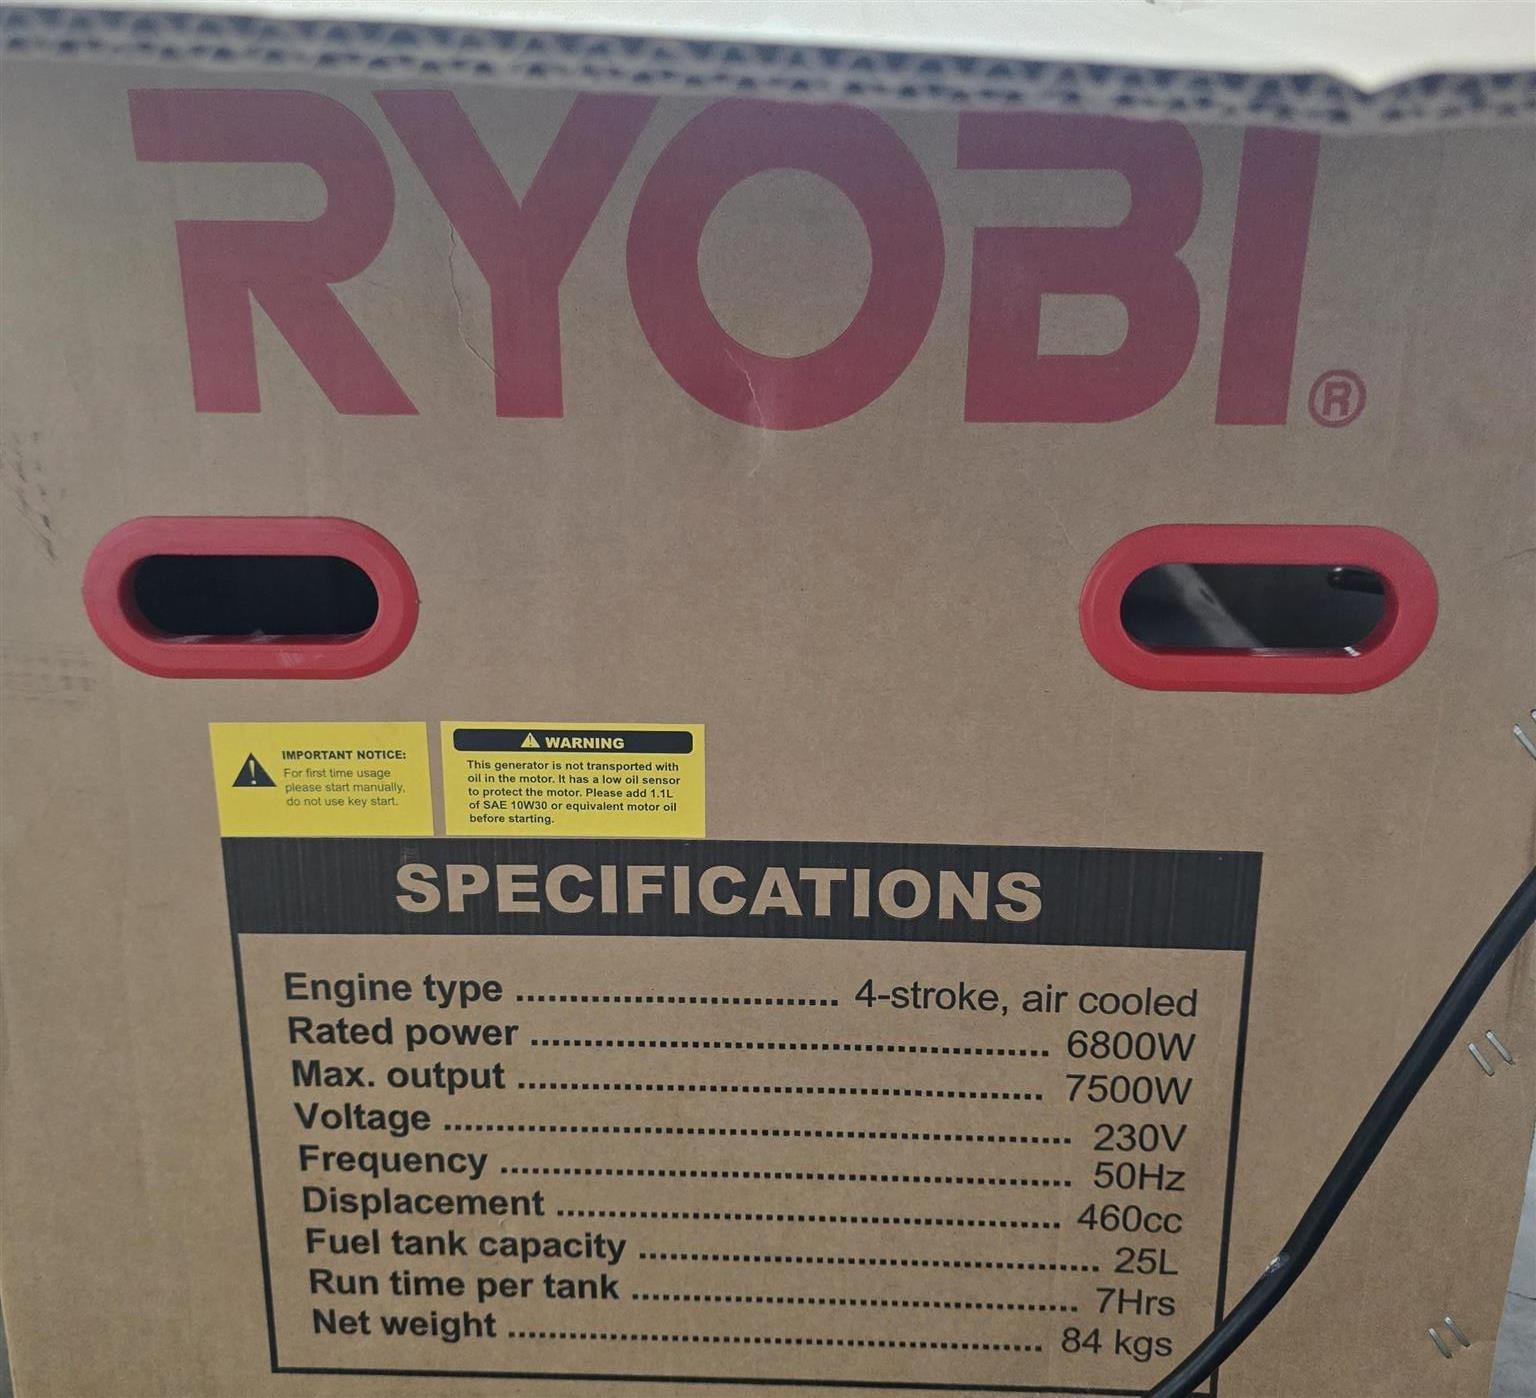 RYOBI®
IMPORTANT NOTICE:
For first time usage
please start manually,
do not use key start.
WARNING
This generator is not transported with
oil in the motor. It has a low oil sensor
to protect the motor. Please add 1.1L
of SAE 10W30 or equivalent motor oil
before starting.
SPECIFICATIONS
Engine type .............................. 4-stroke, air cooled
Rated power ................................................ 6800W
Max. output ................................................ 7500W
Voltage .......................................................... 230V
Frequency ..................................................... 50Hz
Displacement ............................................... 460cc
Fuel tank capacity .......................................... 25L
Run time per tank ......................................... 7Hrs
Net weight .................................................. 84 kgs